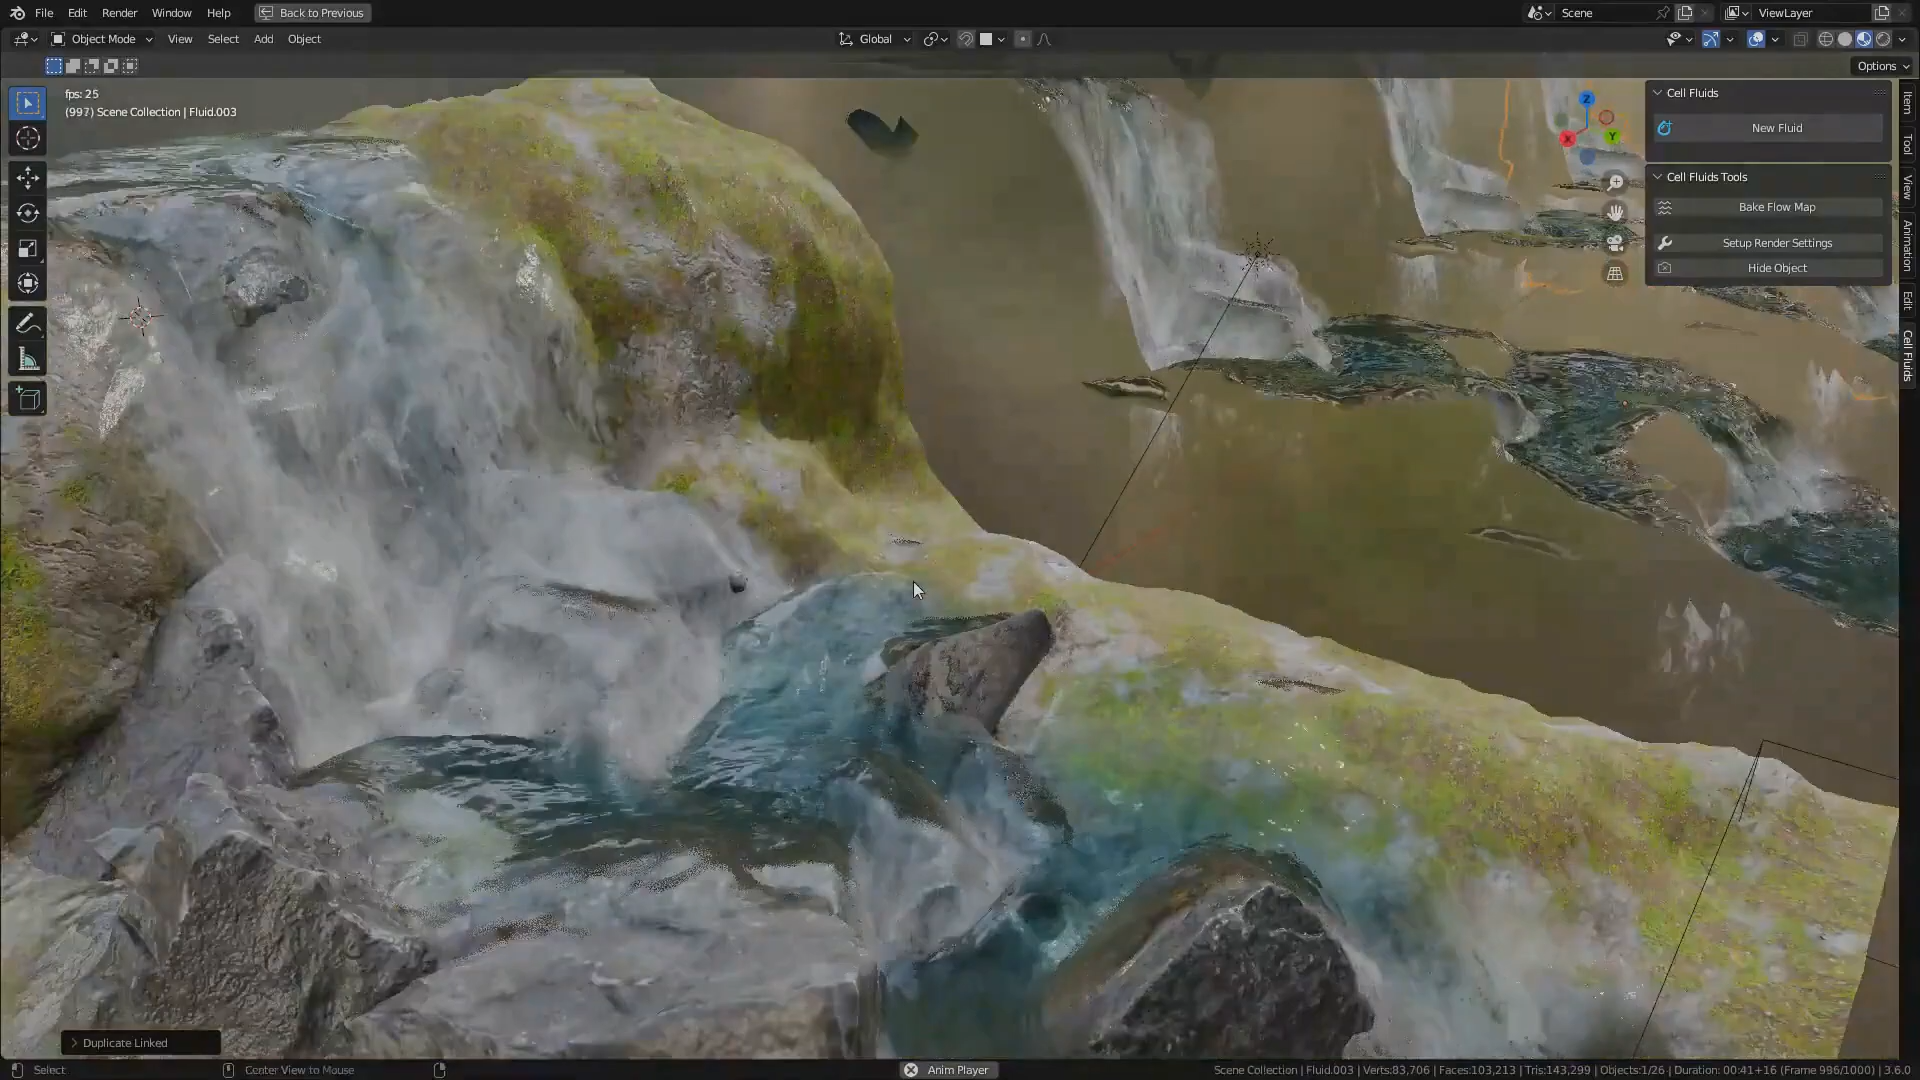 File Edit Render Window Help Back to Previous Scene ViewLayer
Object Mode View Select Add Object Global
Options
fps: 25
(997) Scene Collection | Fluid.003
Cell Fluids
New Fluid
Cell Fluids Tools
Bake Flow Map
Setup Render Settings
Hide Object
Z
X
Y
Item
Tool
View
Animation
Edit
Cell Fluids
Duplicate Linked
Select Center View to Mouse Anim Player Scene Collection | Fluid.003 | Verts:83,706 | Faces:103,213 | Tris:143,299 | Objects:1/26 | Duration: 00:41+16 (Frame 996/1000) | 3.6.0